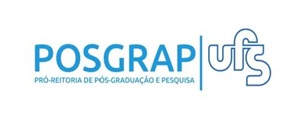 POSGRAP
PRÓ-REITORIA DE PÓS-GRADUAÇÃO E PESQUISA
UFS